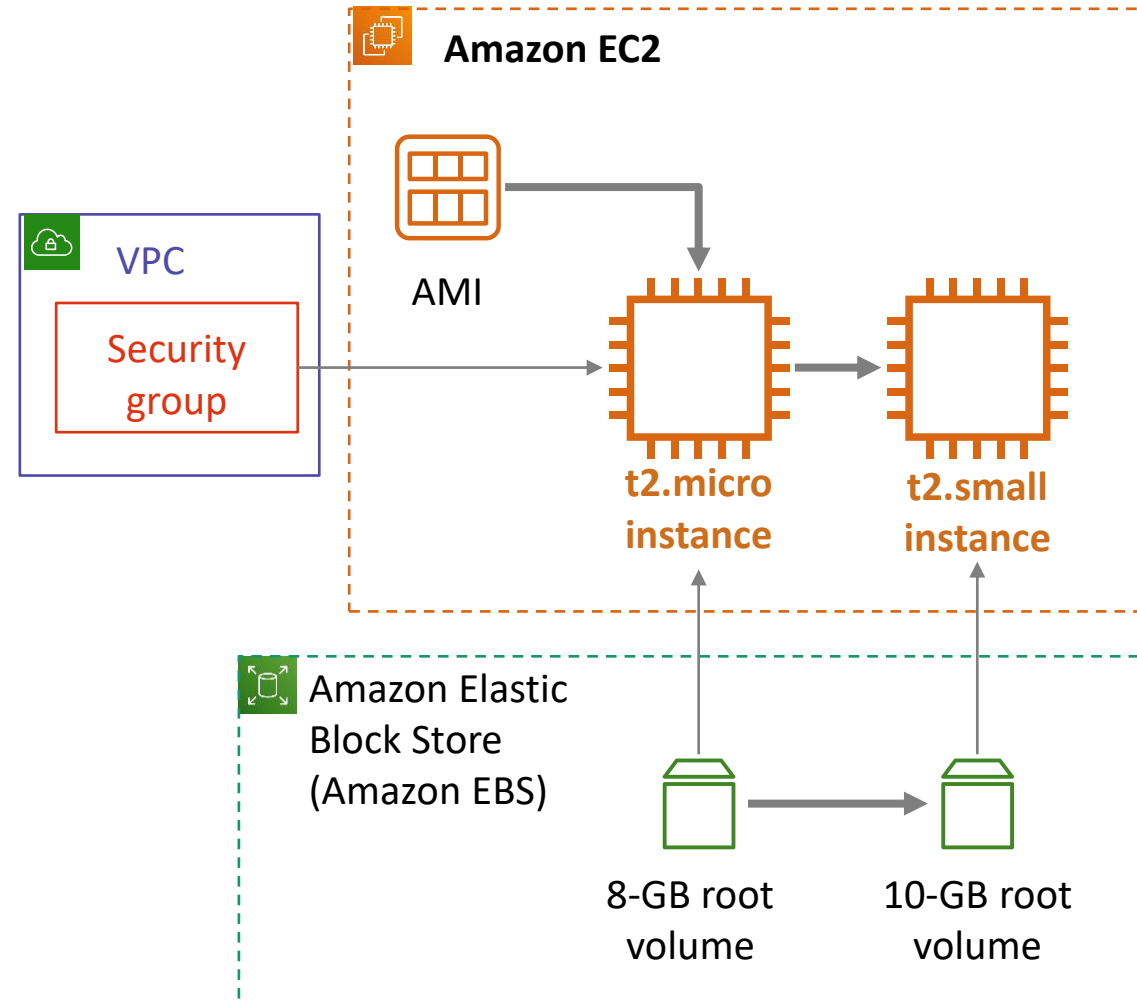 Amazon EC2
AMI
VPC
Security
group
t2.micro
instance
t2.small
instance
Amazon Elastic
Block Store
(Amazon EBS)
8-GB root
volume
10-GB root
volume